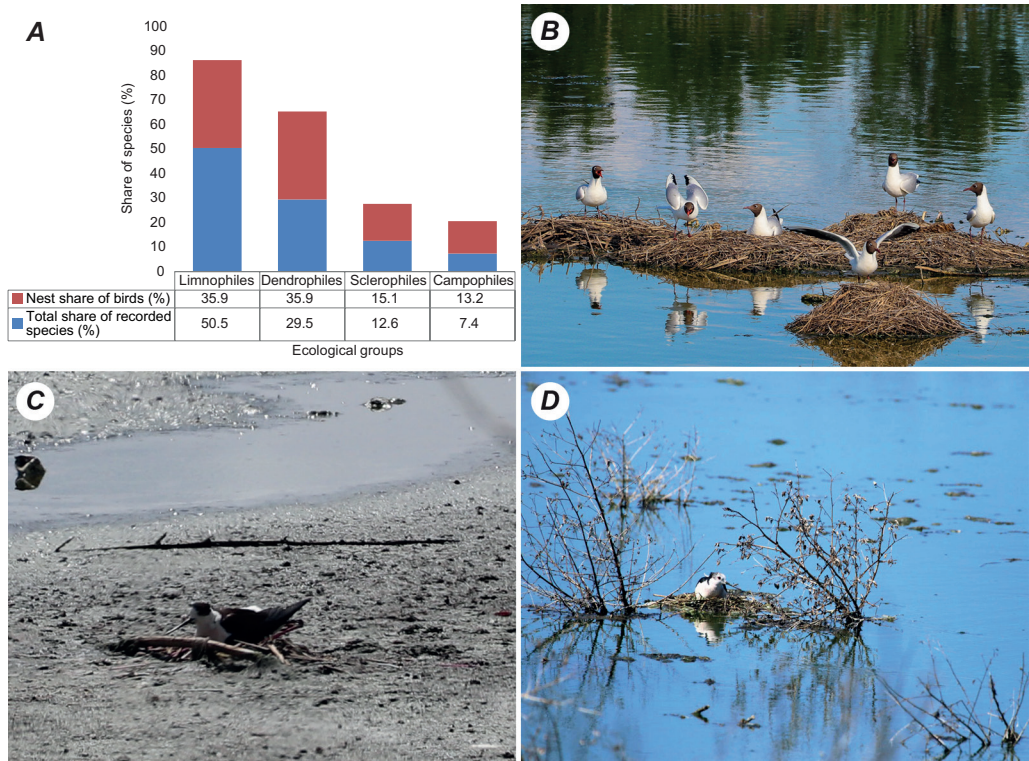 A
100
90
80
70
60
50
40
30
20
10
0
Share of species (%)
Limnophiles Dendrophiles Sclerophiles Campophiles
Nest share of birds (%) 35.9 35.9 15.1 13.2
Total share of recorded
species (%) 50.5 29.5 12.6 7.4
Ecological groups
B
C
D